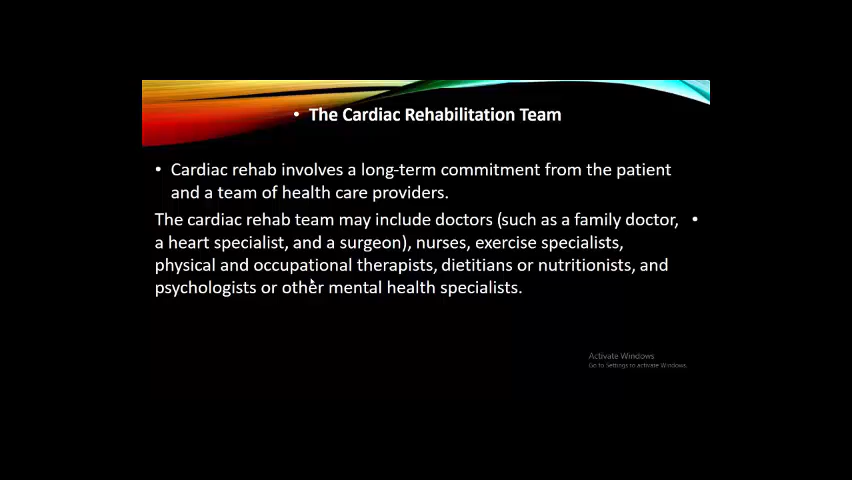 • The Cardiac Rehabilitation Team
• Cardiac rehab involves a long-term commitment from the patient
and a team of health care providers.
The cardiac rehab team may include doctors (such as a family doctor, •
a heart specialist, and a surgeon), nurses, exercise specialists,
physical and occupational therapists, dietitians or nutritionists, and
psychologists or other mental health specialists.
Activate Windows
Go to Settings to activate Windows.